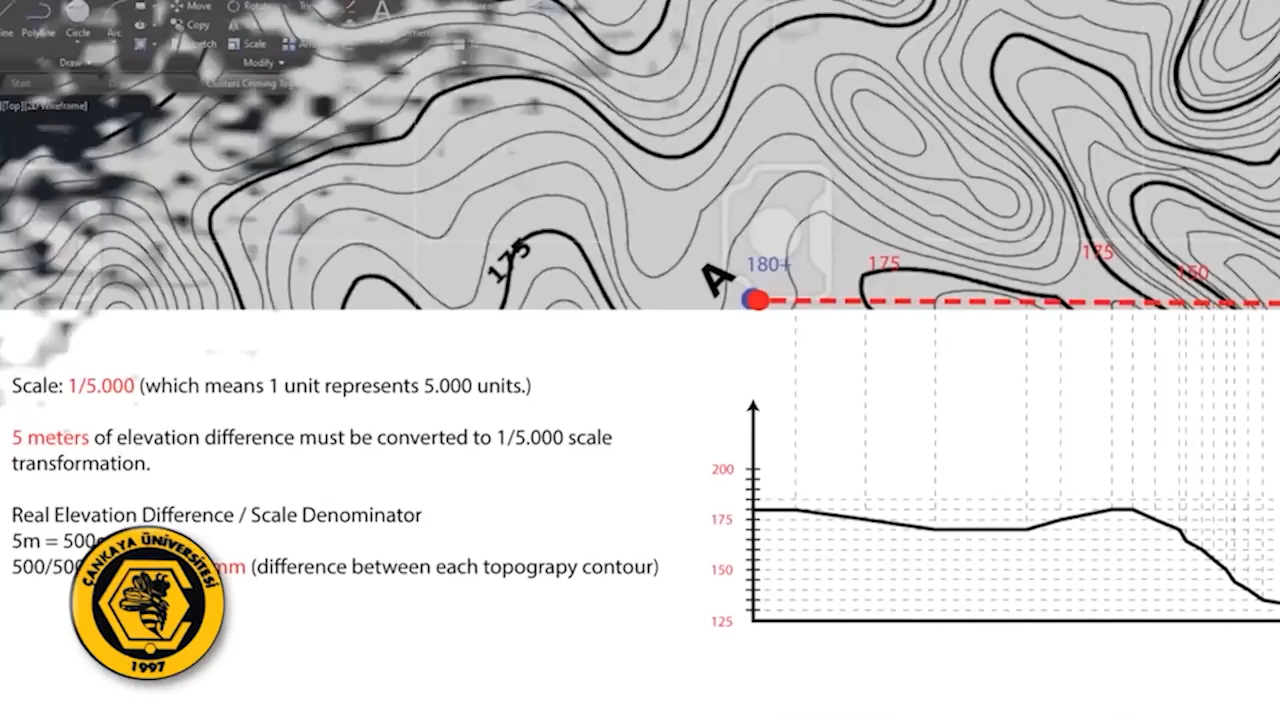 Move
Copy
Polyline
Circle
Arc
Scale
Draw
Modify
Start
175
A
180+
175
175
150
Scale: 1/5.000 (which means 1 unit represents 5.000 units.)
5 meters of elevation difference must be converted to 1/5.000 scale
transformation.
Real Elevation Difference / Scale Denominator
5m = 500
500/500 mm (difference between each topograpy contour)
200
175
150
125
ÇANKAYA ÜNİVERSİTESİ
1997